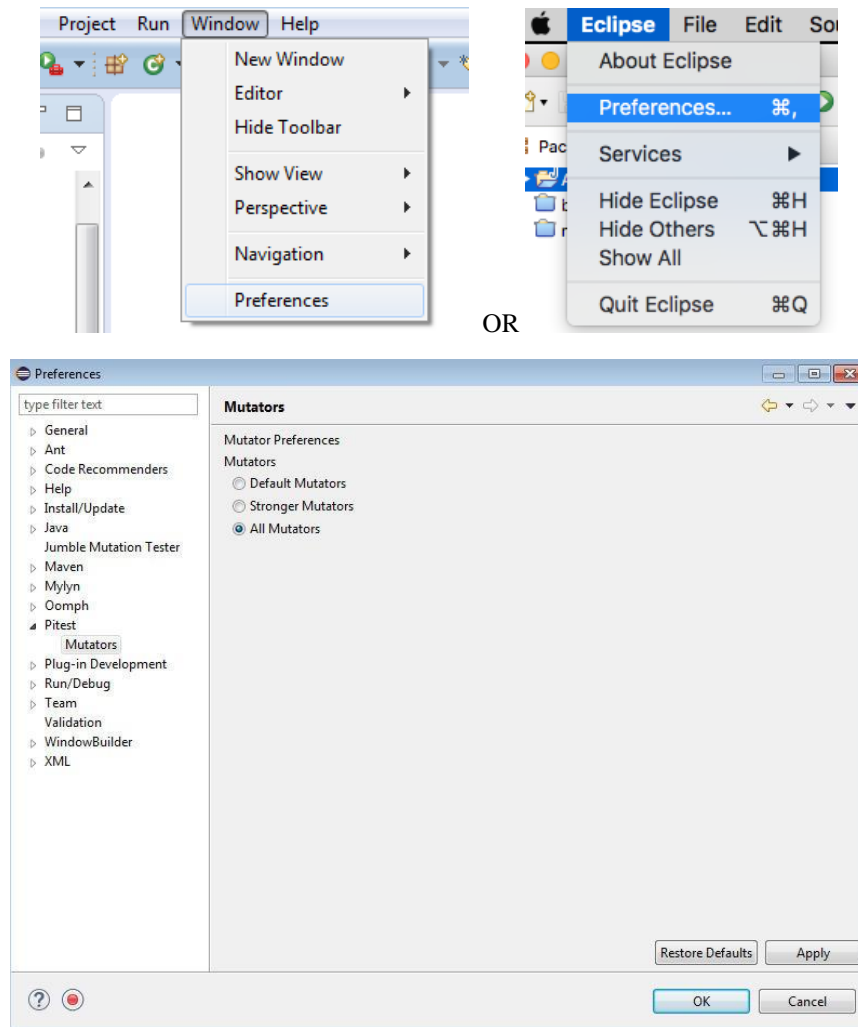 Project Run Window Help
New Window
Editor
Hide Toolbar
Show View
Perspective
Navigation
Preferences
OR
Eclipse File Edit
About Eclipse
Preferences... ⌘,
Pac
Services
Hide Eclipse ⌘H
Hide Others ⌥⌘H
Show All
Quit Eclipse ⌘Q
Preferences
type filter text
General
Ant
Code Recommenders
Help
Install/Update
Java
Jumble Mutation Tester
Maven
Mylyn
Oomph
Pitest
Mutators
Plug-in Development
Run/Debug
Team
Validation
WindowBuilder
XML
Mutators
Mutator Preferences
Mutators
Default Mutators
Stronger Mutators
All Mutators
Restore Defaults Apply
OK Cancel